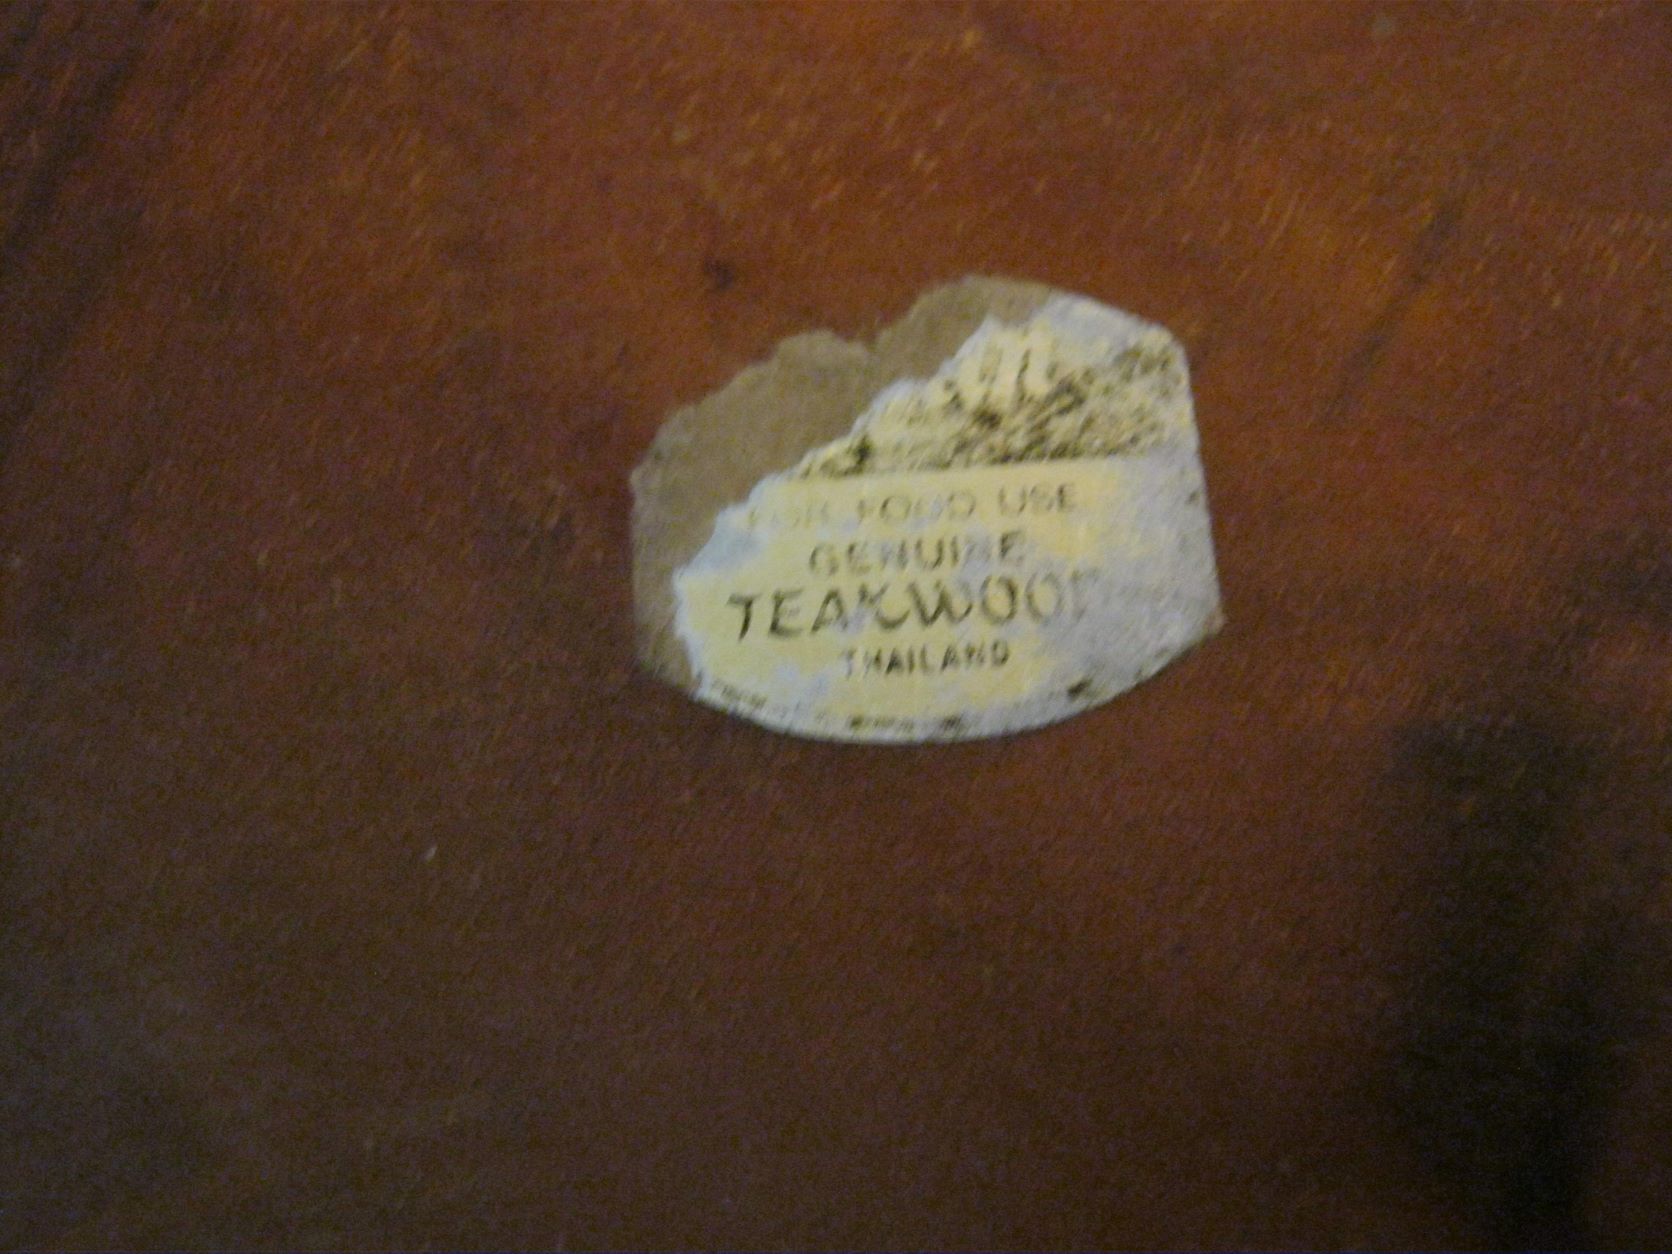 FOR FOOD USE
GENUINE
TEAKWOOD
THAILAND